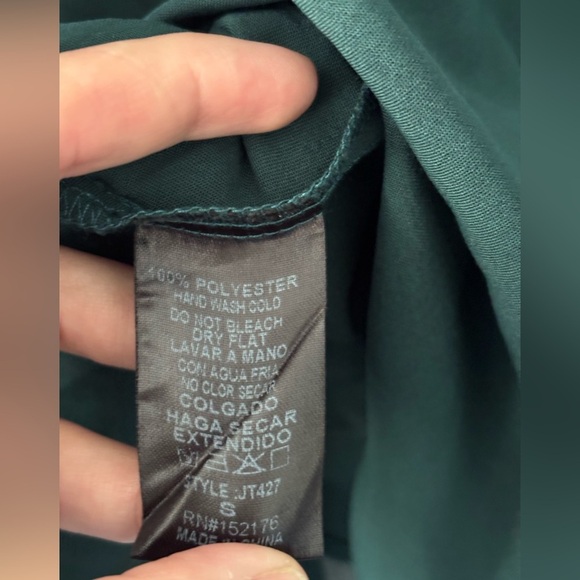 100% POLYESTER
HAND WASH COLD
DO NOT BLEACH
DRY FLAT
LAVAR A MANO
CON AGUA FRIA
NO CLOR SECAR
COLGADO
HAGA SECAR
EXTENDIDO
STYLE :JT427
S
RN#152176
MADE IN CHINA